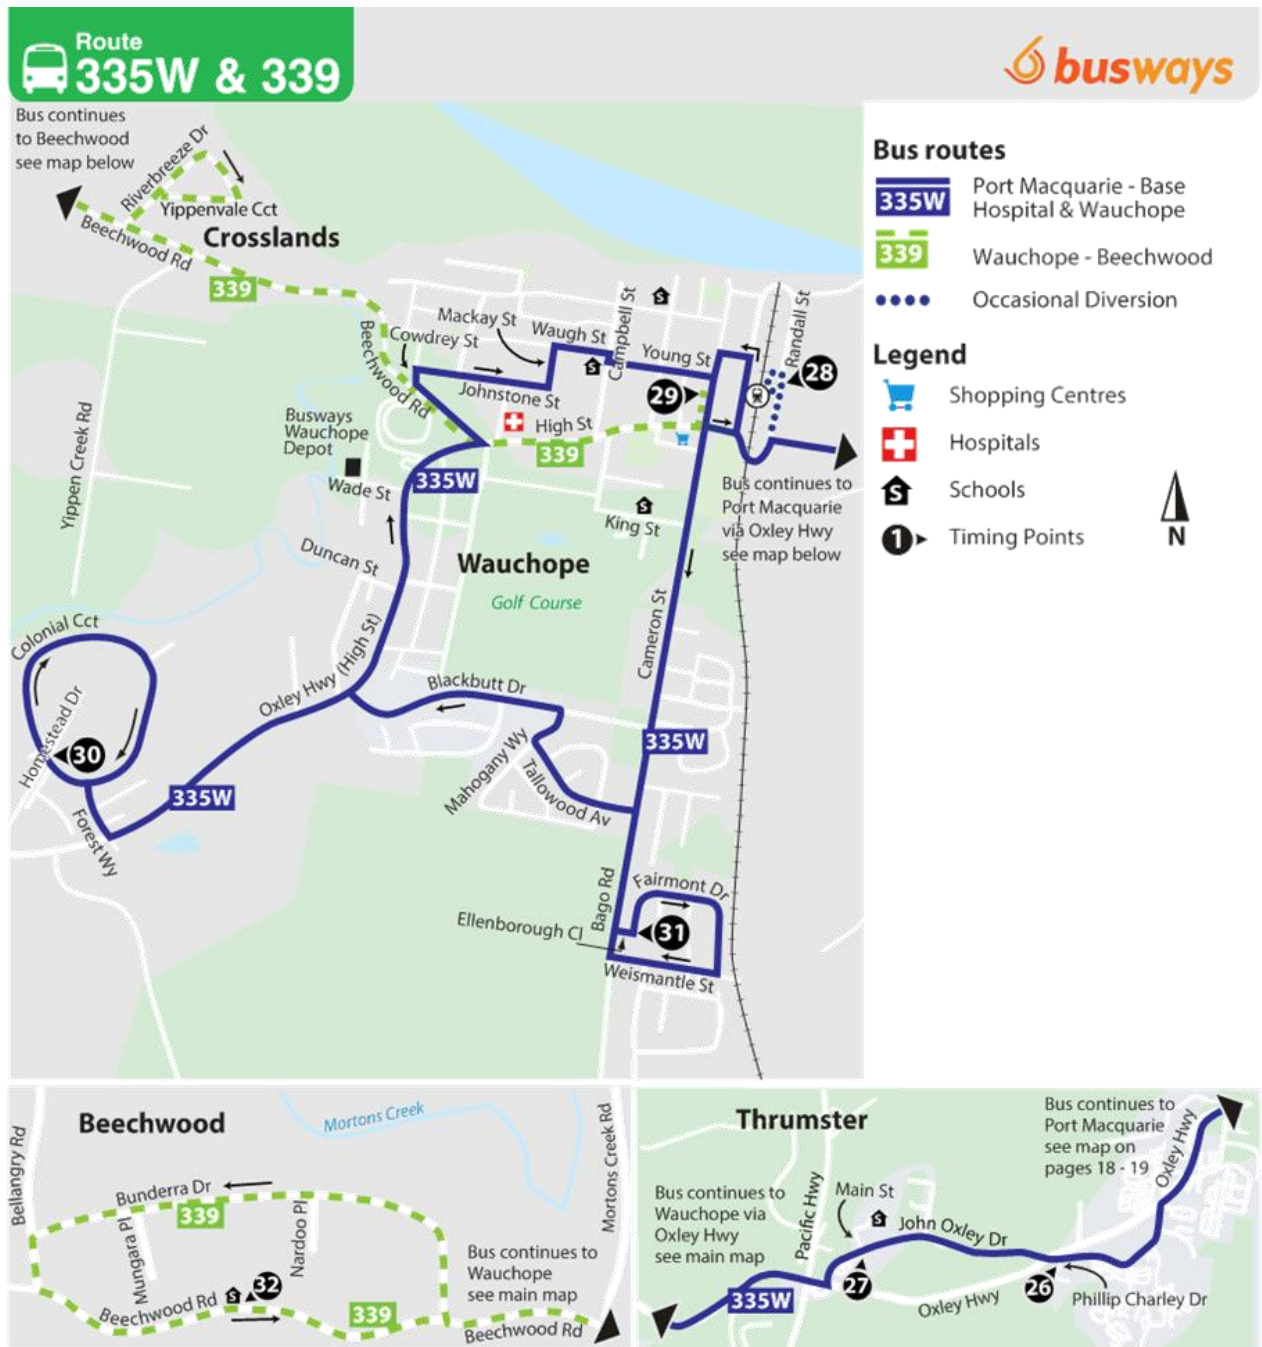 Route
335W & 339
busways
Bus continues
to Beechwood
see map below
Riverbreeze Dr
Yippenvale Cct
Beechwood Rd
Crosslands
339
Mackay St
Cowdrey St
Waugh St
Campbell St
Young St
Randall St
28
29
Beechwood Rd
Johnstone St
High St
339
Busways
Wauchope
Depot
335W
Wade St
Yippen Creek Rd
S
S
S
King St
Bus continues to
Port Macquarie
via Oxley Hwy
see map below
Duncan St
Wauchope
Golf Course
Cameron St
Colonial Cct
Homestead Dr
30
Oxley Hwy (High St)
Blackbutt Dr
335W
335W
Mahogany Wy
Tallowood Av
Forest Wy
Bago Rd
Fairmont Dr
Ellenborough Cl
31
Weismantle St
Bus routes
335W
Port Macquarie - Base
Hospital & Wauchope
339
Wauchope - Beechwood
Occasional Diversion
Legend
Shopping Centres
Hospitals
S
Schools
1
Timing Points
N
Beechwood
Mortons Creek
Bellangry Rd
Mortons Creek Rd
Bunderra Dr
339
Mungara Pl
Nardoo Pl
Beechwood Rd
S
32
339
Bus continues to
Wauchope
see main map
Beechwood Rd
Thrumster
Bus continues to
Port Macquarie
see map on
pages 18 - 19
Oxley Hwy
Bus continues to
Wauchope via
Oxley Hwy
see main map
Pacific Hwy
Main St
S
John Oxley Dr
27
26
335W
Oxley Hwy
Phillip Charley Dr